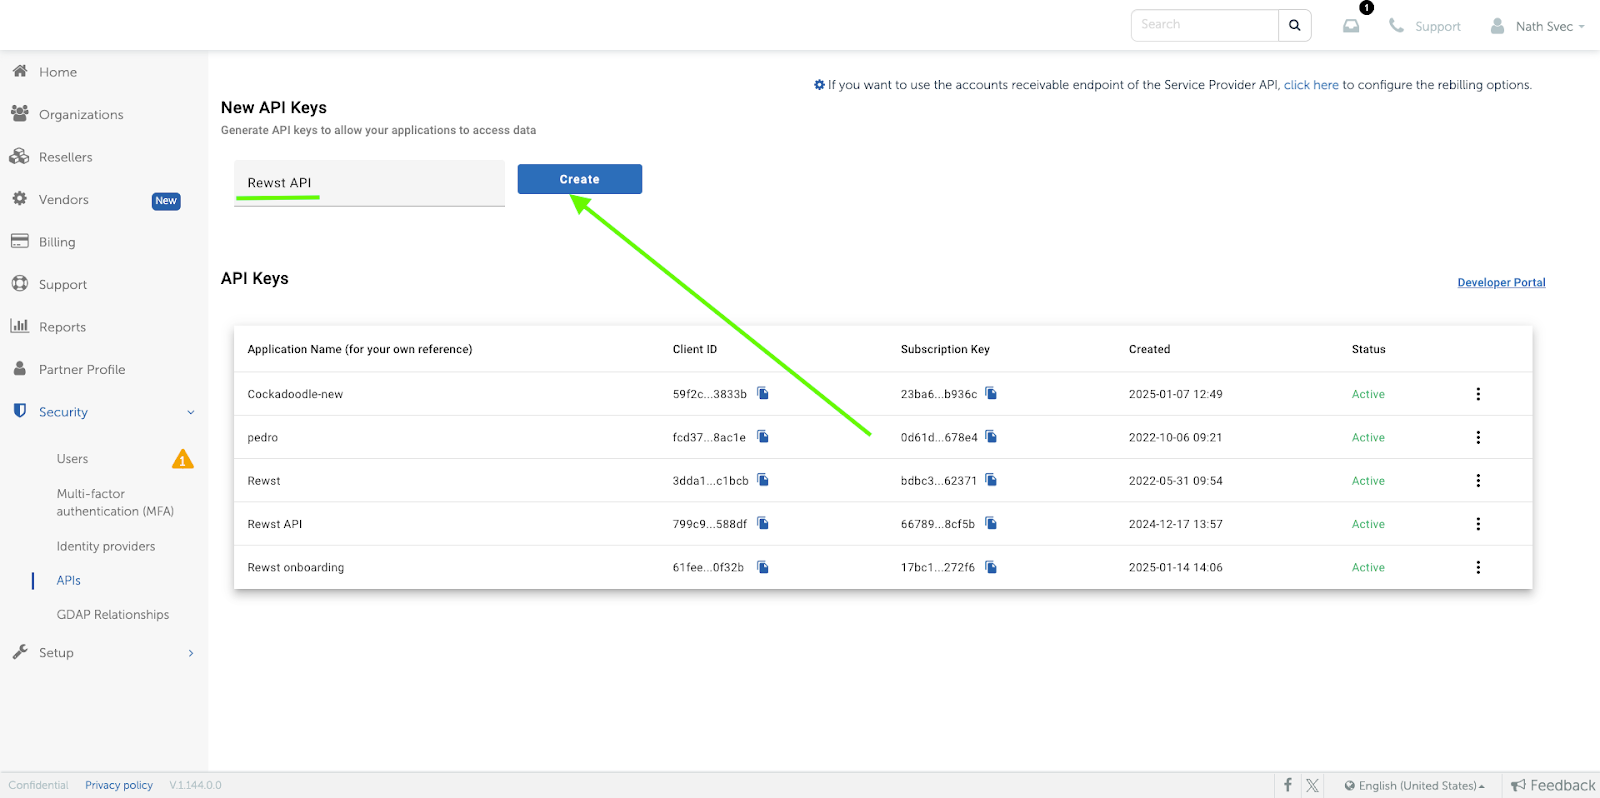 Search
1
Support
Nath Svec
Home
Organizations
Resellers
Vendors
New
Billing
Support
Reports
Partner Profile
Security
Users
1
Multi-factor
authentication (MFA)
Identity providers
APIs
GDAP Relationships
Setup
If you want to use the accounts receivable endpoint of the Service Provider API, click here to configure the rebilling options.
New API Keys
Generate API keys to allow your applications to access data
Rewst API
Create
API Keys
Developer Portal
Application Name (for your own reference) Client ID Subscription Key Created Status
Cockadoodle-new 59f2c...3833b 23ba6...b936c 2025-01-07 12:49 Active
pedro fcd37...8ac1e 0d61d...678e4 2022-10-06 09:21 Active
Rewst 3dda1...c1bcb bdbc3...62371 2022-05-31 09:54 Active
Rewst API 799c9...588df 66789...8cf5b 2024-12-17 13:57 Active
Rewst onboarding 61fee...0f32b 17bc1...272f6 2025-01-14 14:06 Active
Confidential Privacy policy V.1.144.0.0
English (United States)
Feedback